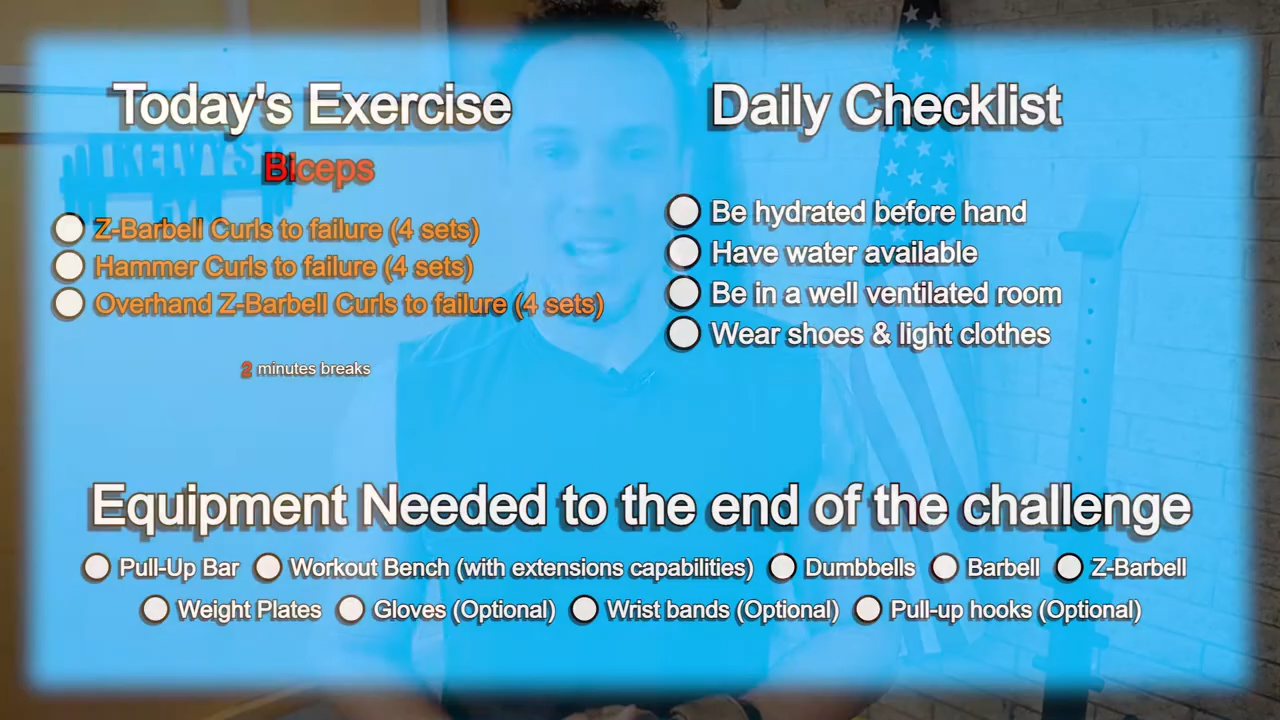 Today's Exercise
Biceps
Z-Barbell Curls to failure (4 sets)
Hammer Curls to failure (4 sets)
Overhand Z-Barbell Curls to failure (4 sets)
2 minutes breaks
Daily Checklist
Be hydrated before hand
Have water available
Be in a well ventilated room
Wear shoes & light clothes
Equipment Needed to the end of the challenge
Pull-Up Bar Workout Bench (with extensions capabilities) Dumbbells Barbell Z-Barbell
Weight Plates Gloves (Optional) Wrist bands (Optional) Pull-up hooks (Optional)
KELVY'S
GYM